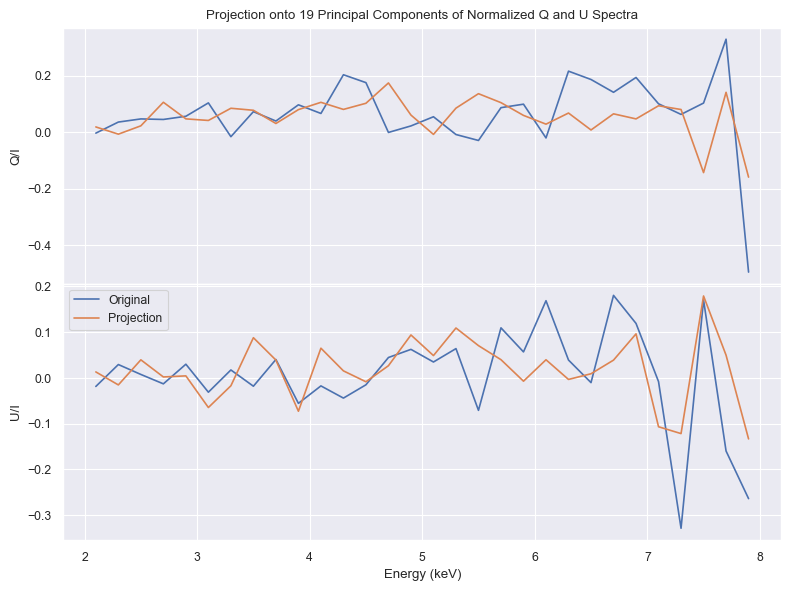 Projection onto 19 Principal Components of Normalized Q and U Spectra
0.2
0.0
−0.2
−0.4
Q/I
0.2
0.1
0.0
−0.1
−0.2
−0.3
U/I
Original
Projection
2 3 4 5 6 7 8
Energy (keV)